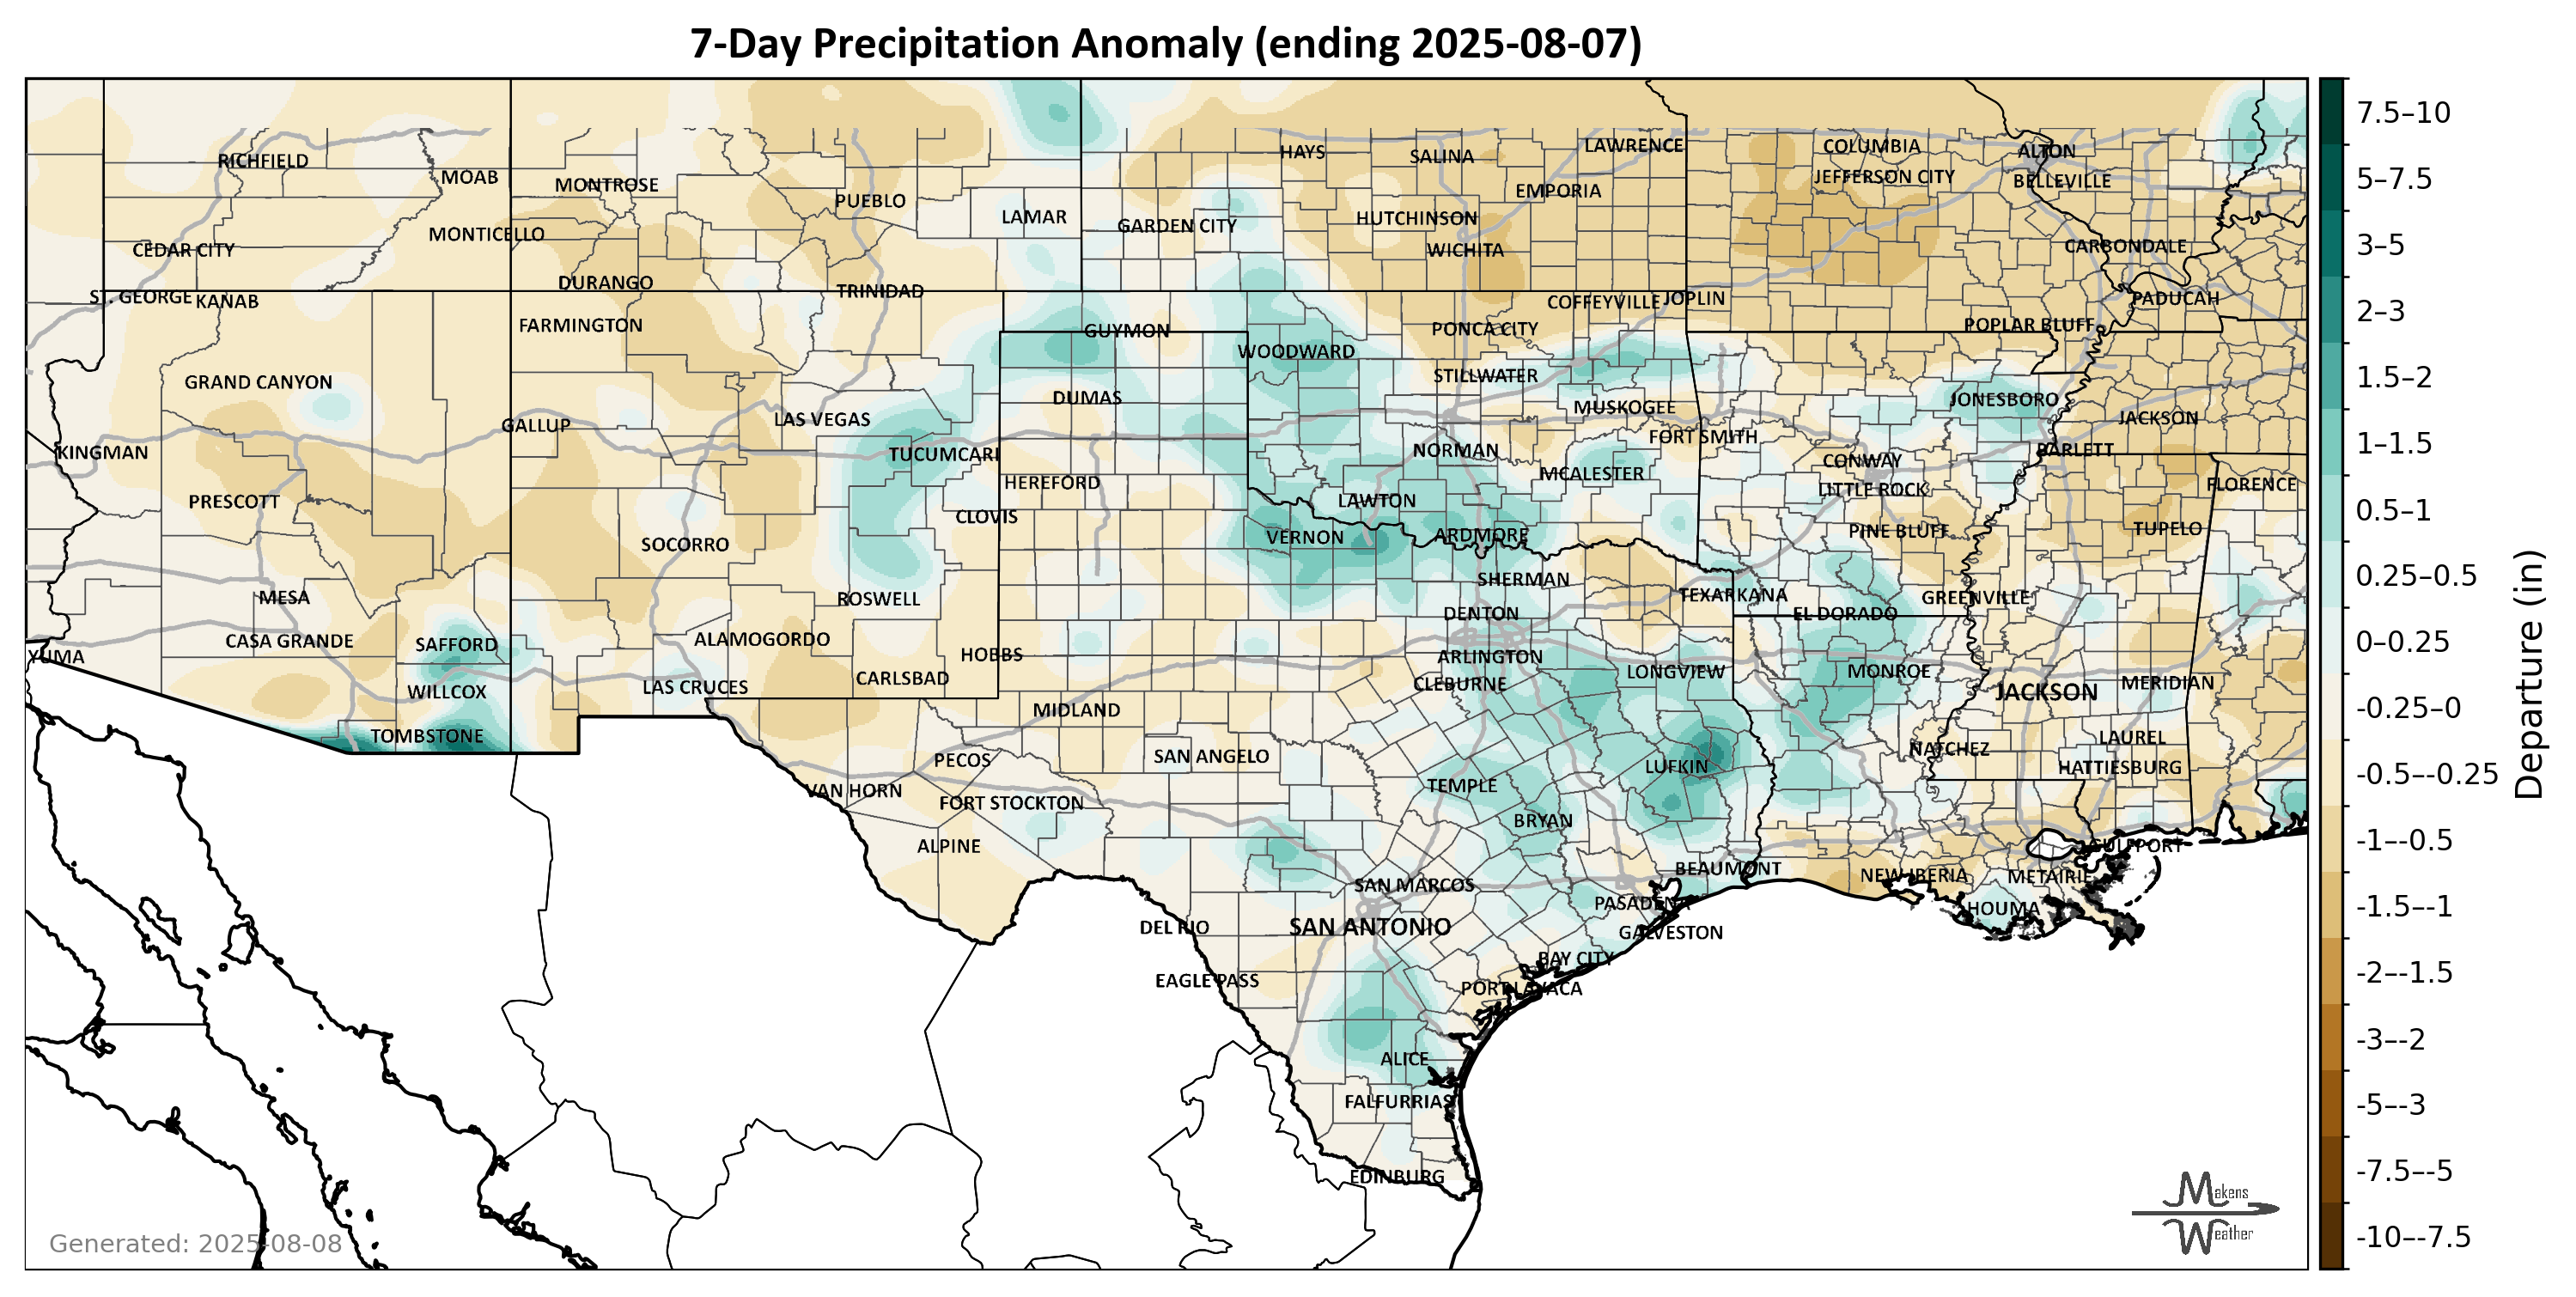 7-Day Precipitation Anomaly (ending 2025-08-07)
RICHFIELD
MOAB
MONTROSE
PUEBLO
LAMAR
HAYS
SALINA
LAWRENCE
EMPORIA
COLUMBIA
JEFFERSON CITY
ALTON
BELLEVILLE
CEDAR CITY
MONTICELLO
GARDEN CITY
HUTCHINSON
WICHITA
CARBONDALE
ST. GEORGE
KANAB
DURANGO
TRINIDAD
COFFEYVILLE
JOPLIN
PADUCAH
FARMINGTON
GUYMON
PONCA CITY
POPLAR BLUFF
WOODWARD
GRAND CANYON
DUMAS
STILLWATER
JONESBORO
GALLUP
LAS VEGAS
MUSKOGEE
JACKSON
KINGMAN
TUCUMCARI
NORMAN
FORT SMITH
CONWAY
BARLETT
HEREFORD
MCALESTER
LITTLE ROCK
FLORENCE
PRESCOTT
CLOVIS
LAWTON
SOCORRO
VERNON
ARDMORE
PINE BLUFF
TUPELO
MESA
ROSWELL
SHERMAN
TEXARKANA
GREENVILLE
CASA GRANDE
SAFFORD
ALAMOGORDO
DENTON
EL DORADO
YUMA
HOBBS
ARLINGTON
WILLCOX
LAS CRUCES
CARLSBAD
CLEBURNE
LONGVIEW
MONROE
JACKSON
MERIDIAN
TOMBSTONE
MIDLAND
PECOS
SAN ANGELO
LUFKIN
NATCHEZ
LAUREL
HATTIESBURG
VAN HORN
FORT STOCKTON
TEMPLE
BRYAN
ALPINE
GULFPORT
BEAUMONT
NEW IBERIA
METAIRIE
SAN MARCOS
PASADENA
HOUMA
DEL RIO
SAN ANTONIO
GALVESTON
EAGLE PASS
BAY CITY
PORT LAVACA
ALICE
FALFURRIAS
EDINBURG
7.5–10
5–7.5
3–5
2–3
1.5–2
1–1.5
0.5–1
0.25–0.5
0–0.25
-0.25–0
-0.5–-0.25
-1–-0.5
-1.5–-1
-2–-1.5
-3–-2
-5–-3
-7.5–-5
-10–-7.5
Departure (in)
Makens
Weather
Generated: 2025-08-08